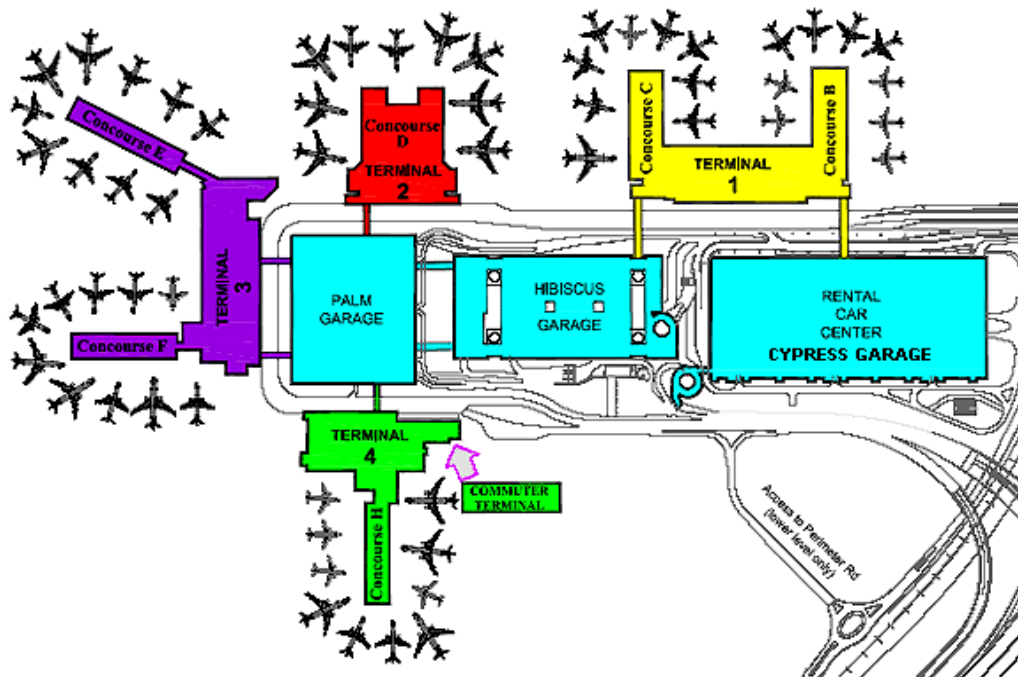 Concourse E
Concourse
D
TERMINAL
2
Concourse C
Concourse B
TERMINAL
1
TERMINAL
3
Concourse F
PALM
GARAGE
HIBISCUS
GARAGE
RENTAL
CAR
CENTER
CYPRESS GARAGE
TERMINAL
4
COMMUTER
TERMINAL
Concourse H
Access to Perimeter Rd
(lower level only)